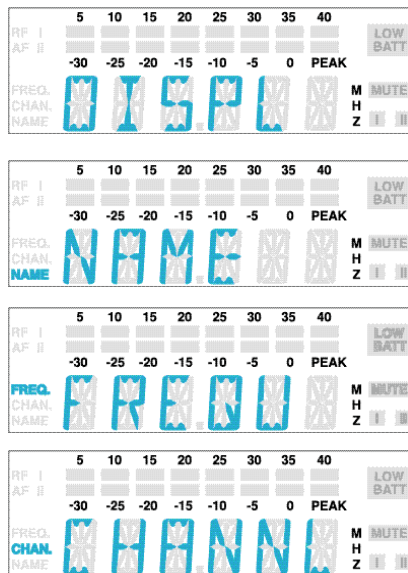 5 10 15 20 25 30 35 40
RF I LOW
AF II BATT
-30 -25 -20 -15 -10 -5 0 PEAK
FREQ. M MUTE
CHAN. DISPL H
NAME Z I II
5 10 15 20 25 30 35 40
RF I LOW
AF II BATT
-30 -25 -20 -15 -10 -5 0 PEAK
FREQ. M MUTE
CHAN. NAME H
NAME Z I II
5 10 15 20 25 30 35 40
RF I LOW
AF II BATT
-30 -25 -20 -15 -10 -5 0 PEAK
FREQ. M MUTE
CHAN. FREQU H
NAME Z I II
5 10 15 20 25 30 35 40
RF I LOW
AF II BATT
-30 -25 -20 -15 -10 -5 0 PEAK
FREQ. M MUTE
CHAN. CHANNL H
NAME Z I II